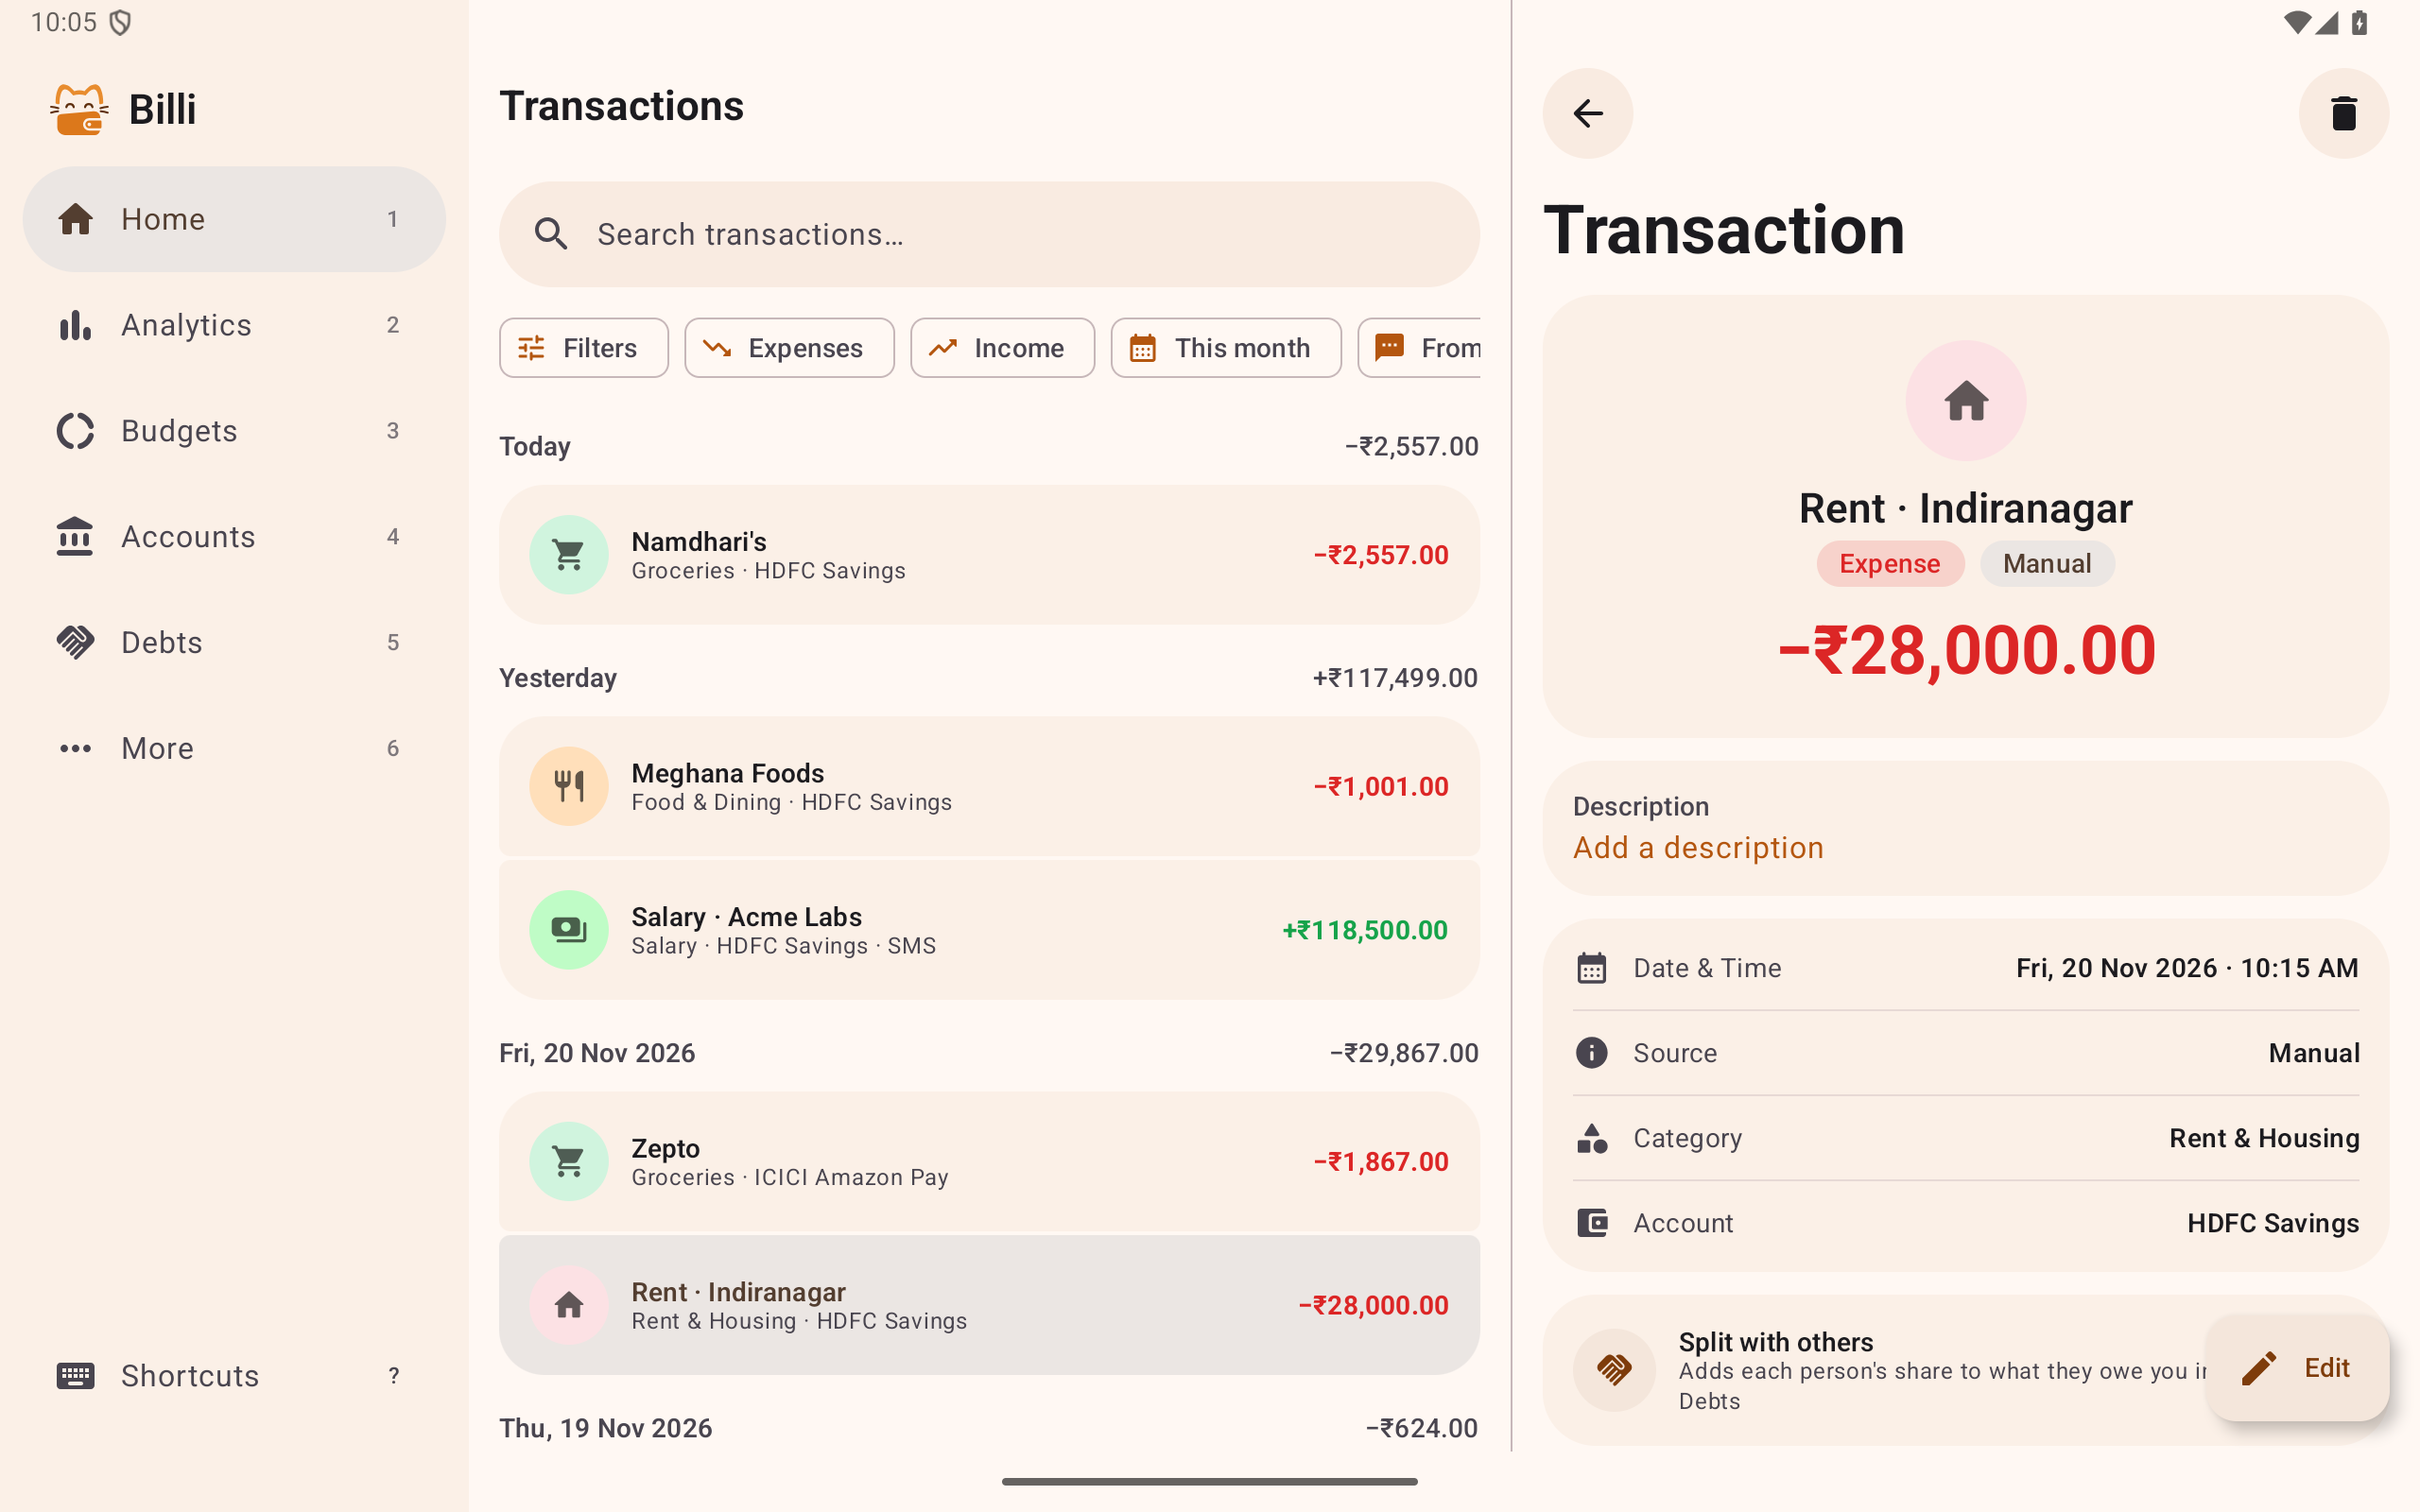 10:05
Billi
Home 1
Analytics 2
Budgets 3
Accounts 4
Debts 5
More 6
Shortcuts ?
Transactions
Search transactions…
Filters Expenses Income This month From
Today −₹2,557.00
Namdhari's
Groceries · HDFC Savings
−₹2,557.00
Yesterday +₹117,499.00
Meghana Foods
Food & Dining · HDFC Savings
−₹1,001.00
Salary · Acme Labs
Salary · HDFC Savings · SMS
+₹118,500.00
Fri, 20 Nov 2026 −₹29,867.00
Zepto
Groceries · ICICI Amazon Pay
−₹1,867.00
Rent · Indiranagar
Rent & Housing · HDFC Savings
−₹28,000.00
Thu, 19 Nov 2026 −₹624.00
Transaction
Rent · Indiranagar
Expense Manual
−₹28,000.00
Description
Add a description
Date & Time Fri, 20 Nov 2026 · 10:15 AM
Source Manual
Category Rent & Housing
Account HDFC Savings
Split with others
Adds each person's share to what they owe you
Debts
Edit